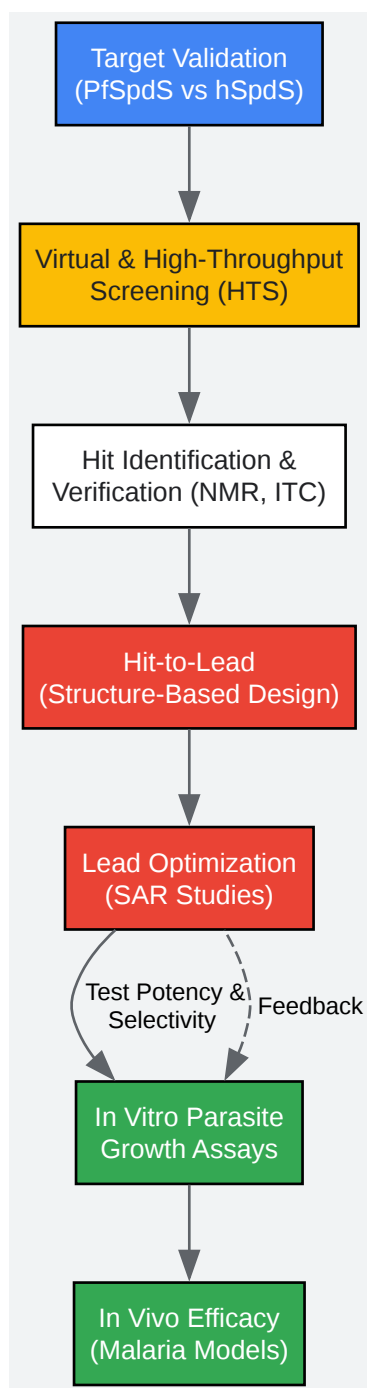 Target Validation
(PfSpdS vs hSpdS)
Virtual & High-Throughput
Screening (HTS)
Hit Identification &
Verification (NMR, ITC)
Hit-to-Lead
(Structure-Based Design)
Lead Optimization
(SAR Studies)
Test Potency &
Selectivity
Feedback
In Vitro Parasite
Growth Assays
In Vivo Efficacy
(Malaria Models)